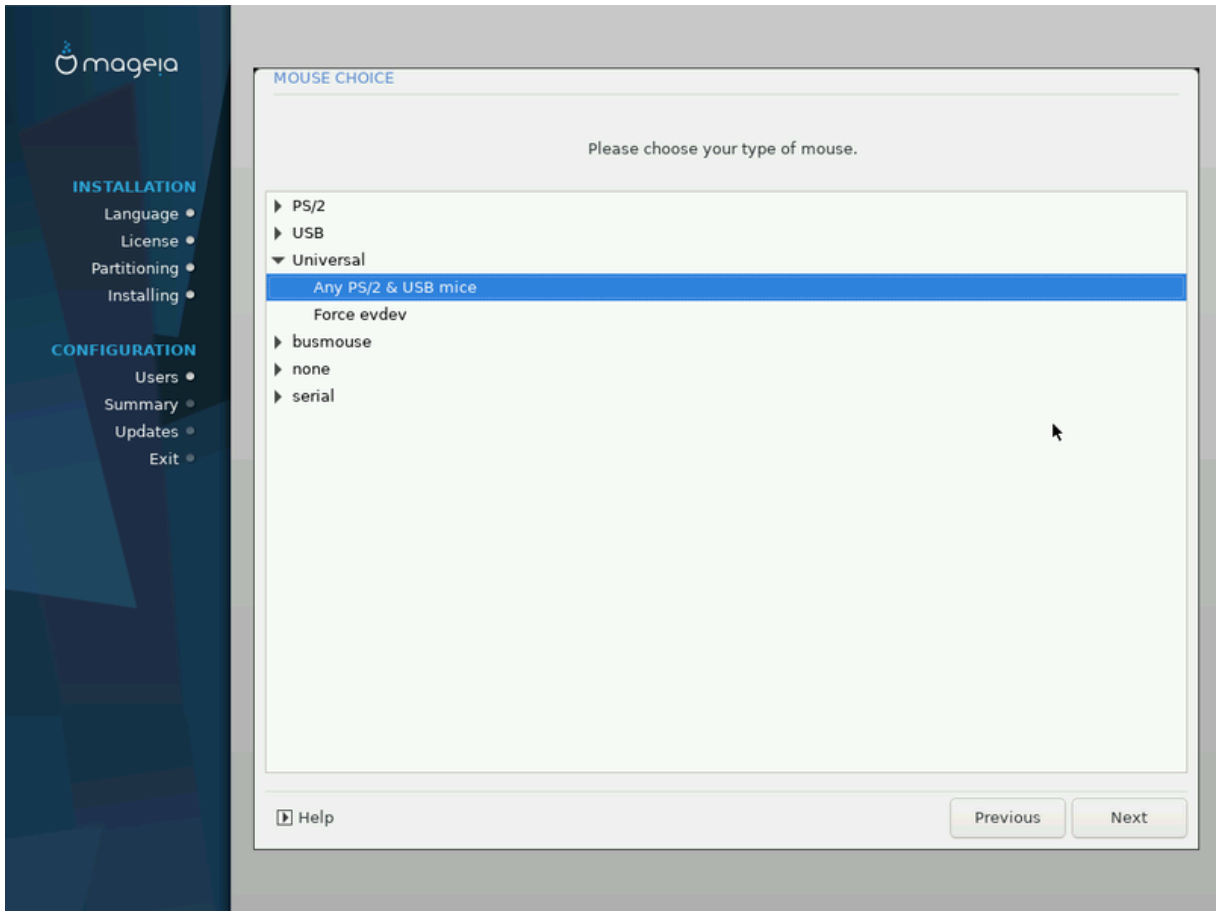 mageia
INSTALLATION
Language
License
Partitioning
Installing
CONFIGURATION
Users
Summary
Updates
Exit
MOUSE CHOICE
Please choose your type of mouse.
PS/2
USB
Universal
Any PS/2 & USB mice
Force evdev
busmouse
none
serial
Help
Previous
Next